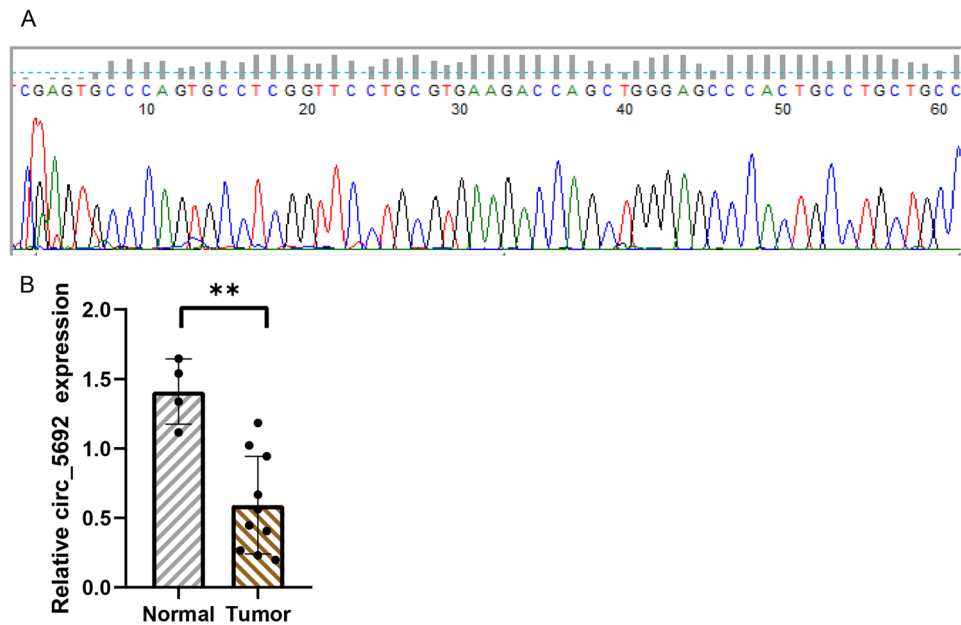 A
TCGAGTGCCCAGTGCCTCGGTTCCTGCGTGAAGACCAGCTGGGAGCCCACTGCCTGCTGCC
10 20 30 40 50 60
B
**
Relative circ_5692 expression
2.0
1.5
1.0
0.5
0.0
Normal Tumor